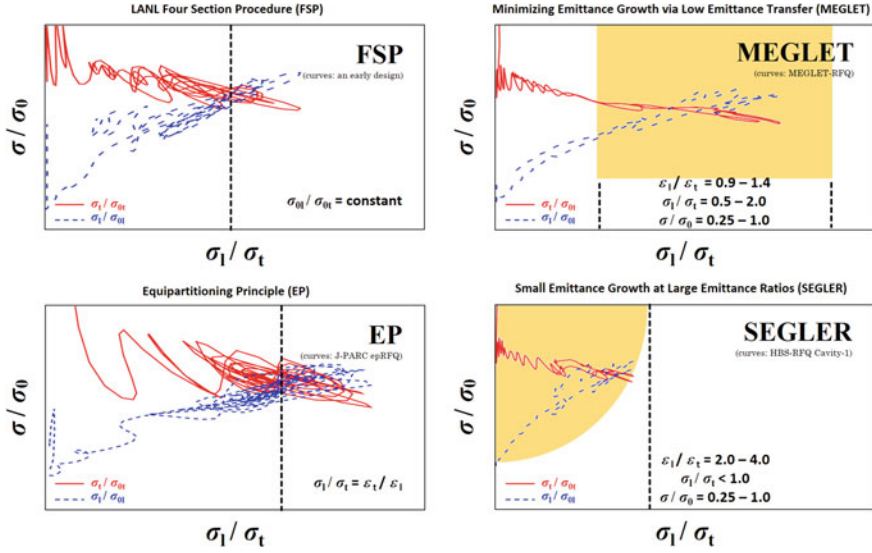 LANL Four Section Procedure (FSP)
FSP
(curves: an early design)
σ / σ₀
σₗ₀ / σₜ₀ = constant
σₜ / σ₀ₜ
σₗ / σ₀ₗ
σₗ / σₜ
Minimizing Emittance Growth via Low Emittance Transfer (MEGLET)
MEGLET
(curves: MEGLET-RFQ)
σ / σ₀
εₗ / εₜ = 0.9 – 1.4
σₗ / σₜ = 0.5 – 2.0
σ / σ₀ = 0.25 – 1.0
σₜ / σ₀ₜ
σₗ / σ₀ₗ
σₗ / σₜ
Equipartitioning Principle (EP)
EP
(curves: J-PARC epRFQ)
σ / σ₀
σₗ / σₜ = εₜ / εₗ
σₜ / σ₀ₜ
σₗ / σ₀ₗ
σₗ / σₜ
Small Emittance Growth at Large Emittance Ratios (SEGLER)
SEGLER
(curves: HBS-RFQ Cavity-1)
σ / σ₀
εₗ / εₜ = 2.0 – 4.0
σₗ / σₜ < 1.0
σ / σ₀ = 0.25 – 1.0
σₜ / σ₀ₜ
σₗ / σ₀ₗ
σₗ / σₜ